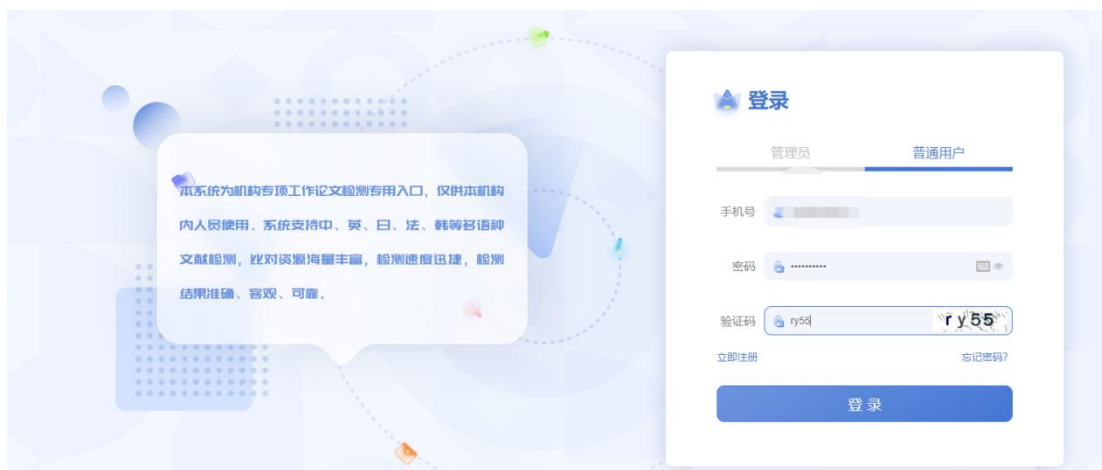 本系统为机构专项工作论文检测专用入口，仅供本机构
内人员使用。系统支持中、英、日、法、韩等多语种
文献检测，比对资源海量丰富，检测速度迅捷，检测
结果准确、客观、可靠。
登录
管理员 普通用户
手机号
密码
验证码 ry55 ry55
立即注册 忘记密码?
登录